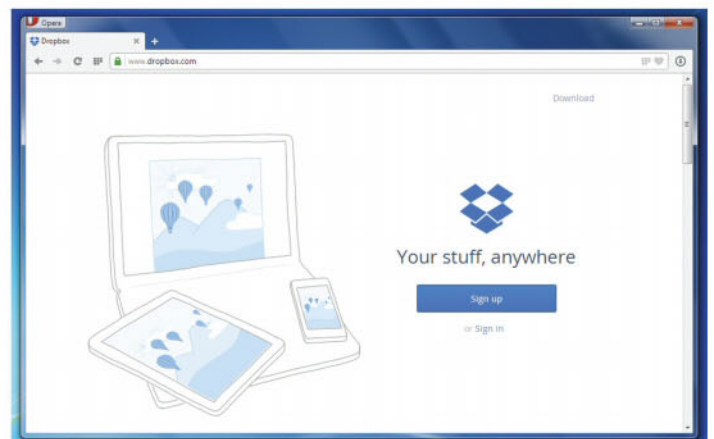 Opera
Dropbox
www.dropbox.com
Download
Your stuff, anywhere
Sign up
or Sign in